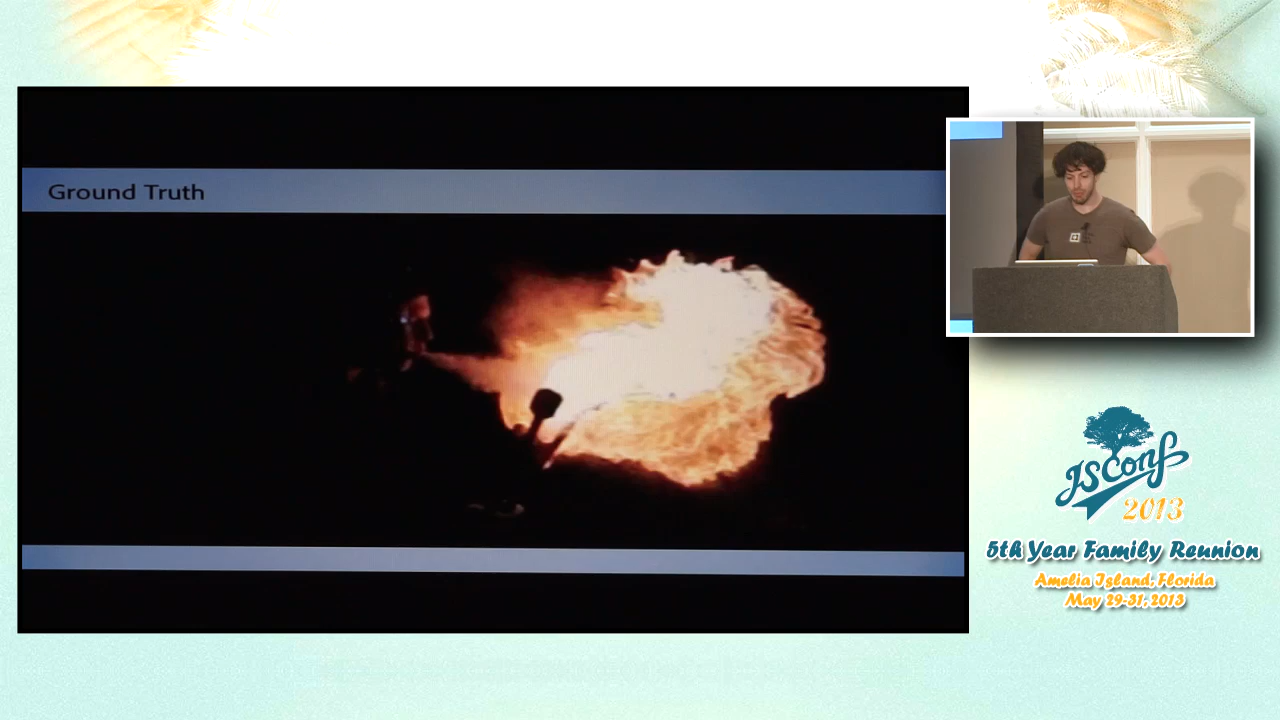 Ground Truth
JSConf
2013
5th Year Family Reunion
Amelia Island, Florida
May 29-31, 2013